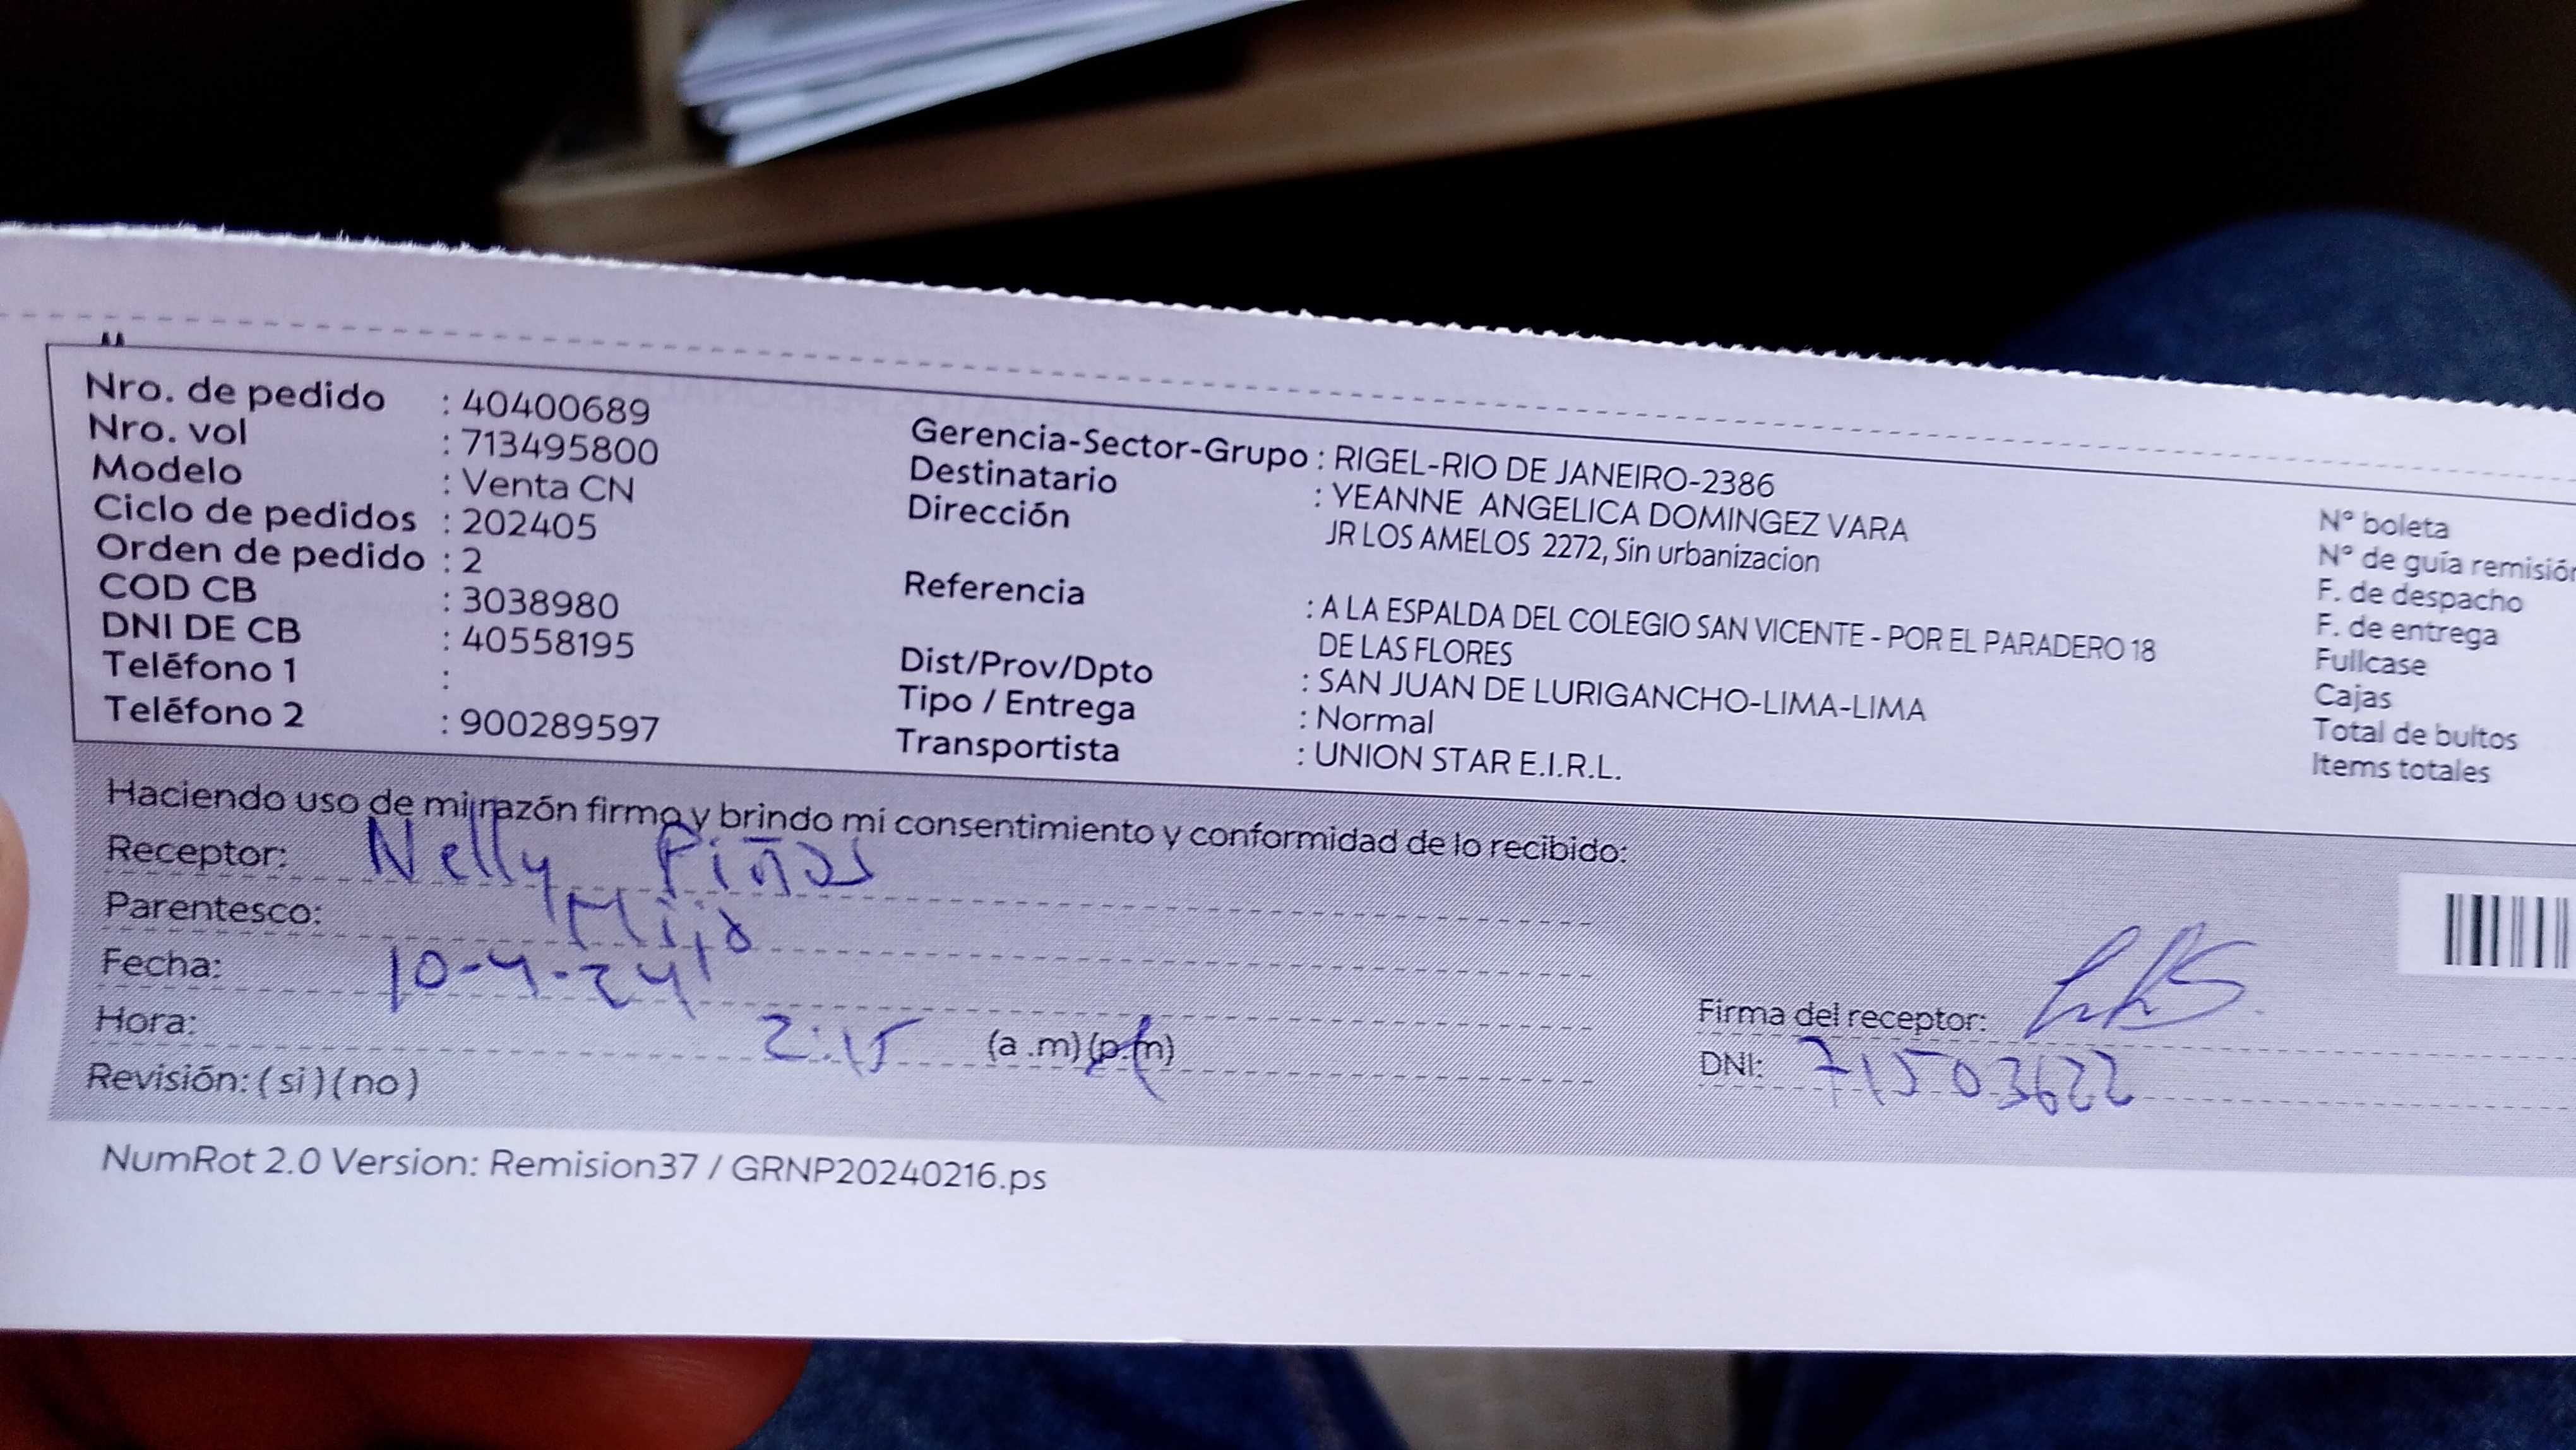 Nro. de pedido : 40400689
Nro. vol : 713495800
Modelo : Venta CN
Ciclo de pedidos : 202405
Orden de pedido : 2
COD CB : 3038980
DNI DE CB : 40558195
Teléfono 1 :
Teléfono 2 : 900289597
Gerencia-Sector-Grupo : RIGEL-RIO DE JANEIRO-2386
Destinatario : YEANNE ANGELICA DOMINGEZ VARA
Dirección JR LOS AMELOS 2272, Sin urbanizacion
Referencia : A LA ESPALDA DEL COLEGIO SAN VICENTE - POR EL PARADERO 18
DE LAS FLORES
Dist/Prov/Dpto : SAN JUAN DE LURIGANCHO-LIMA-LIMA
Tipo / Entrega : Normal
Transportista : UNION STAR E.I.R.L.
N° boleta
N° de guía remisión
F. de despacho
F. de entrega
Fullcase
Cajas
Total de bultos
Items totales
Haciendo uso de mi razón firmo y brindo mi consentimiento y conformidad de lo recibido:
Receptor: Nelly Piñas
Parentesco: Hija
Fecha: 10-4-24
Hora: 2:15 (a .m) (p.m)
Revisión: ( si ) ( no )
Firma del receptor:
DNI: 71503622
NumRot 2.0 Version: Remision37 / GRNP20240216.ps